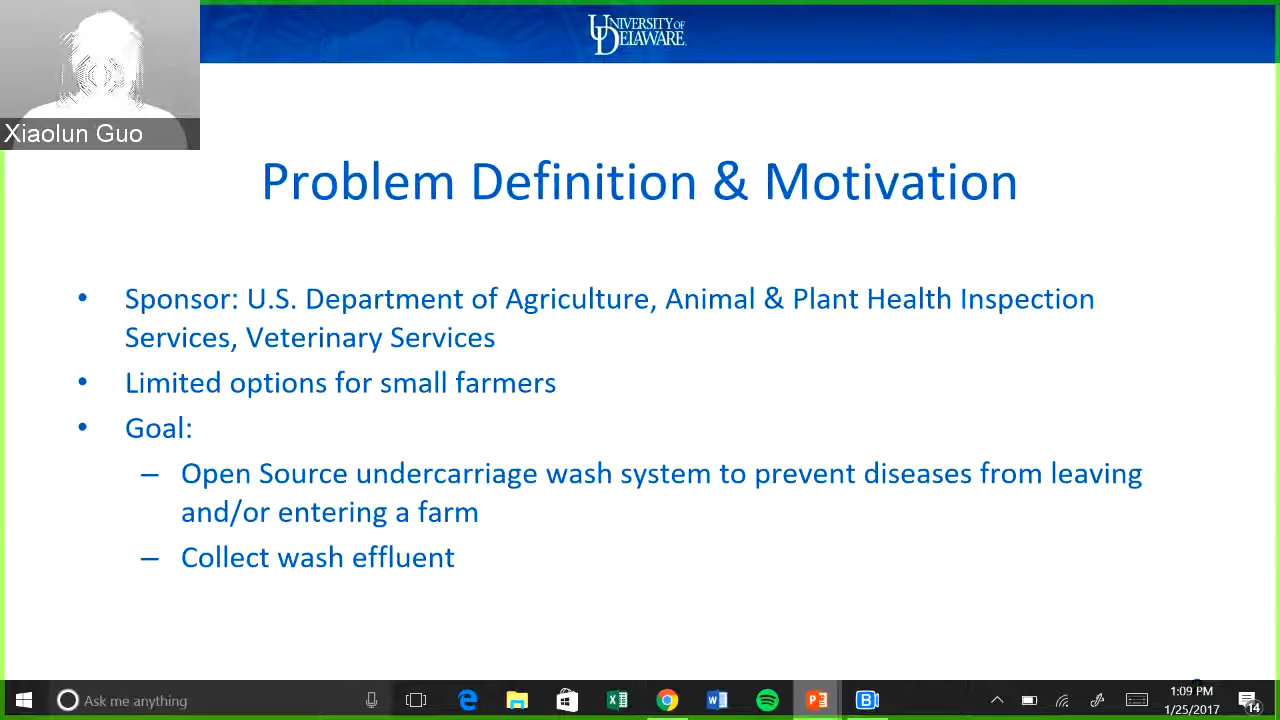 UNIVERSITY OF
DELAWARE
Xiaolun Guo
Problem Definition & Motivation
• Sponsor: U.S. Department of Agriculture, Animal & Plant Health Inspection
Services, Veterinary Services
• Limited options for small farmers
• Goal:
– Open Source undercarriage wash system to prevent diseases from leaving
and/or entering a farm
– Collect wash effluent
Ask me anything
1:09 PM
1/25/2017
14